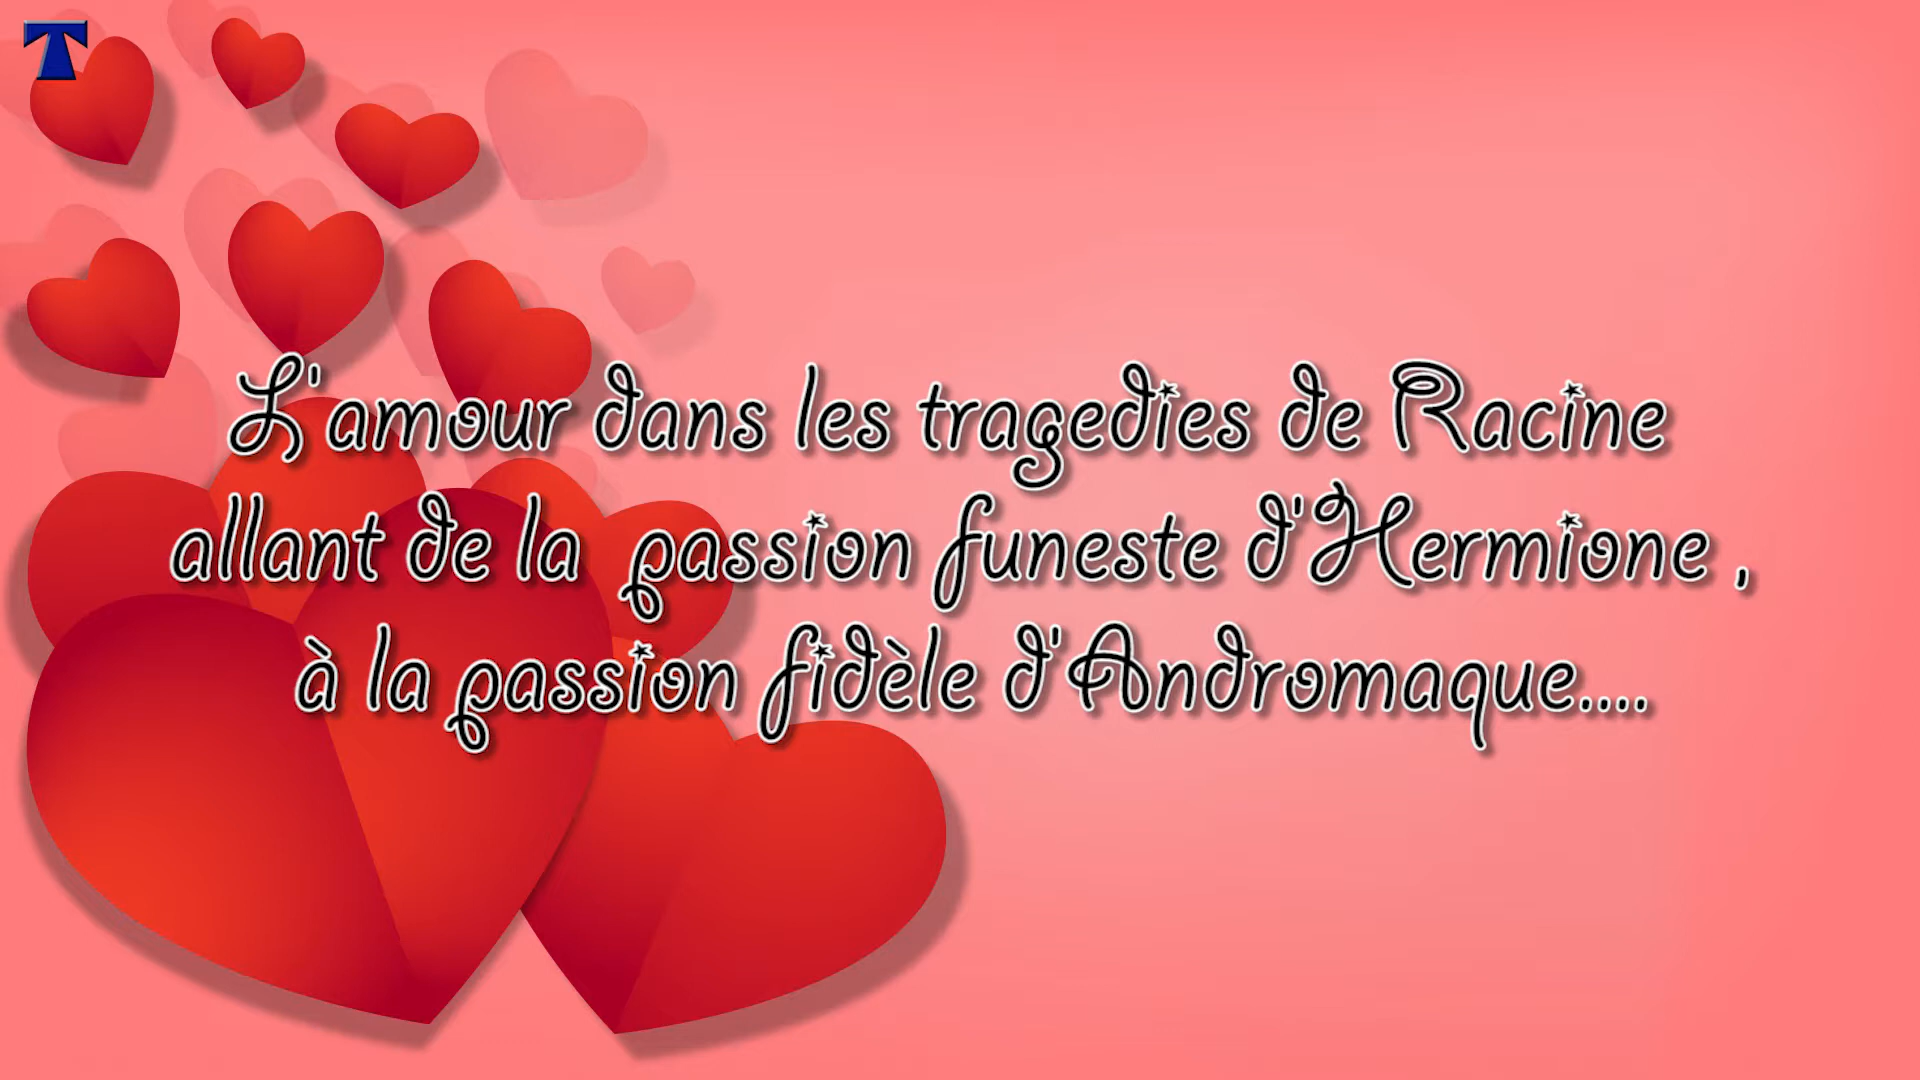 T
L'amour dans les tragedies de Racine
allant de la passion funeste d'Hermione ,
à la passion fidèle d'Andromaque....